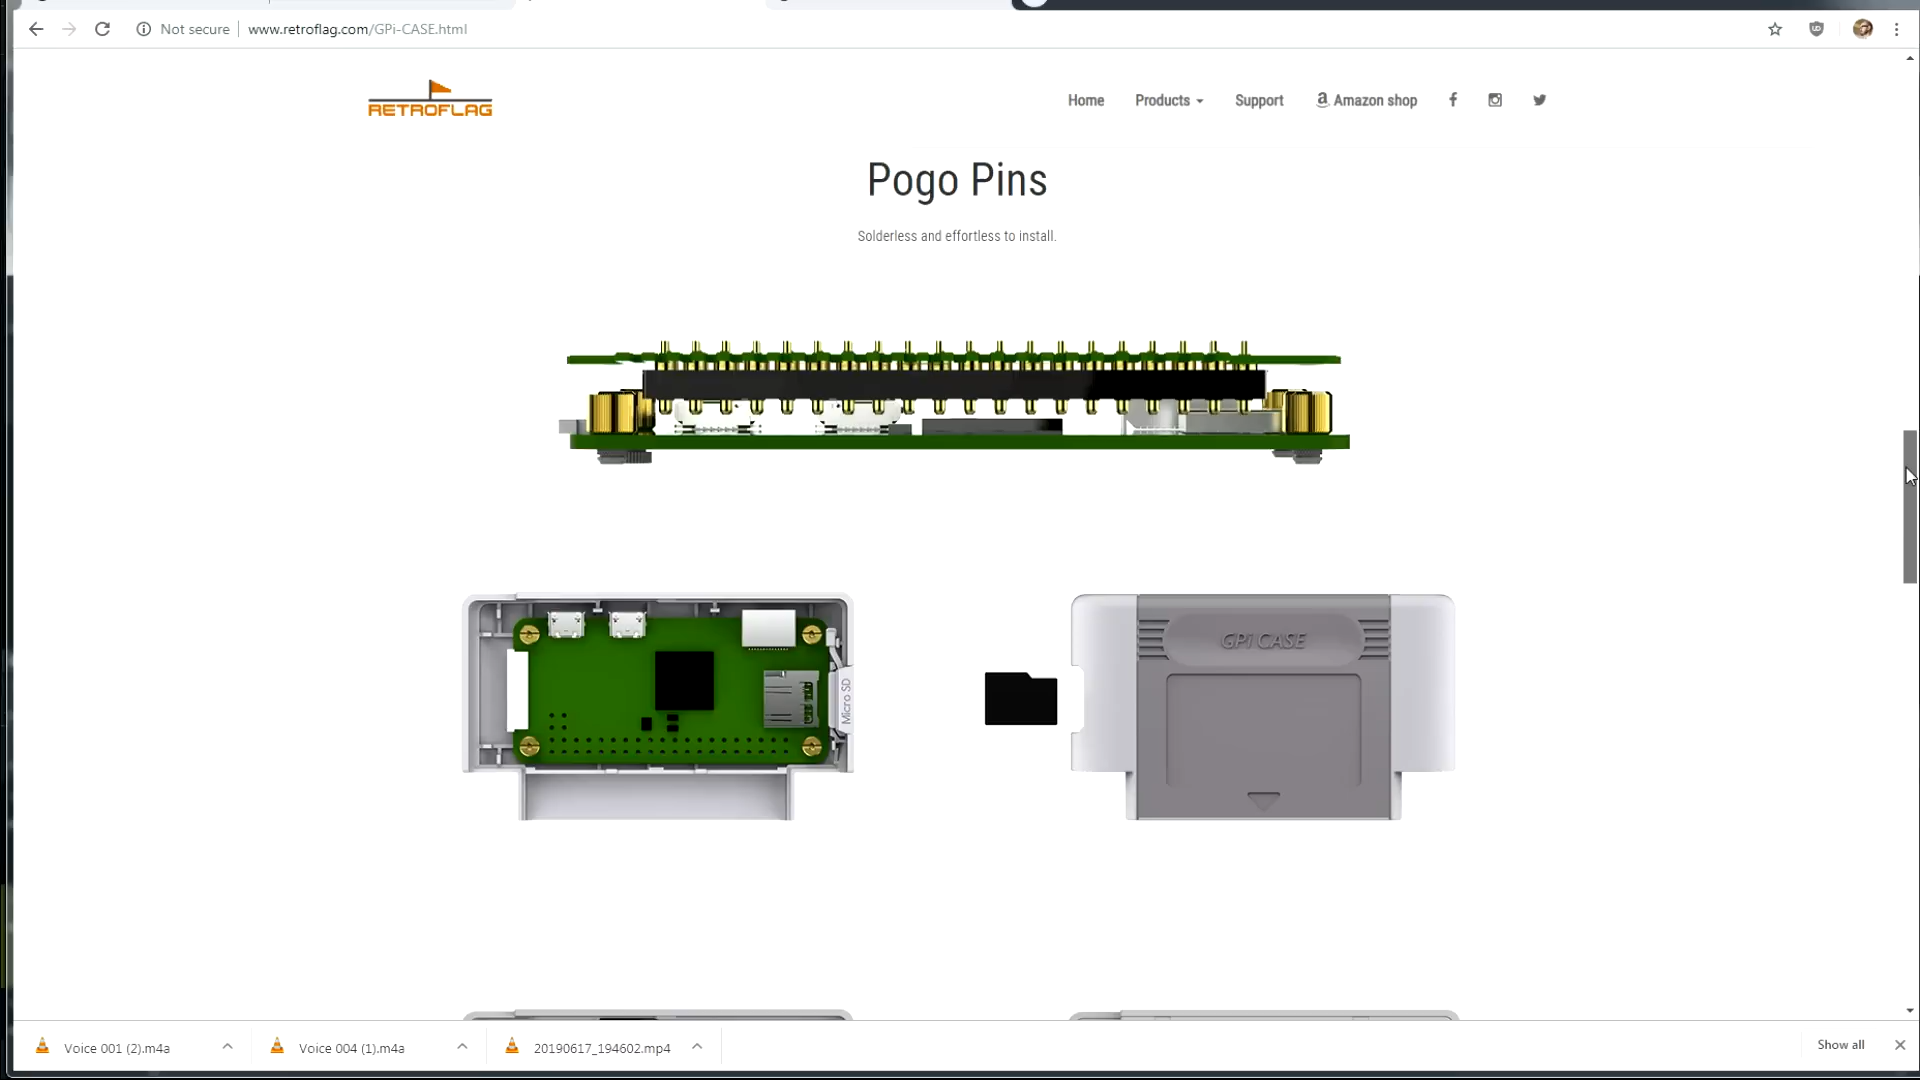 Not secure
www.retroflag.com/GPi-CASE.html
RETROFLAG
Home
Products
Support
Amazon shop
Pogo Pins
Solderless and effortless to install.
Micro SD
GPi CASE
Voice 001 (2).m4a
Voice 004 (1).m4a
20190617_194602.mp4
Show all